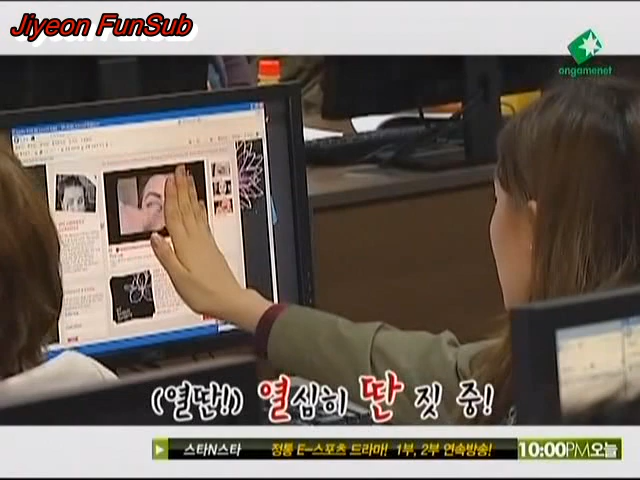 Jiyeon FunSub
ongamenet
(열딴!) 열심히 딴 짓 중!
스타N스타 정통 E-스포츠 드라마! 1부, 2부 연속방송! 10:00PM오늘